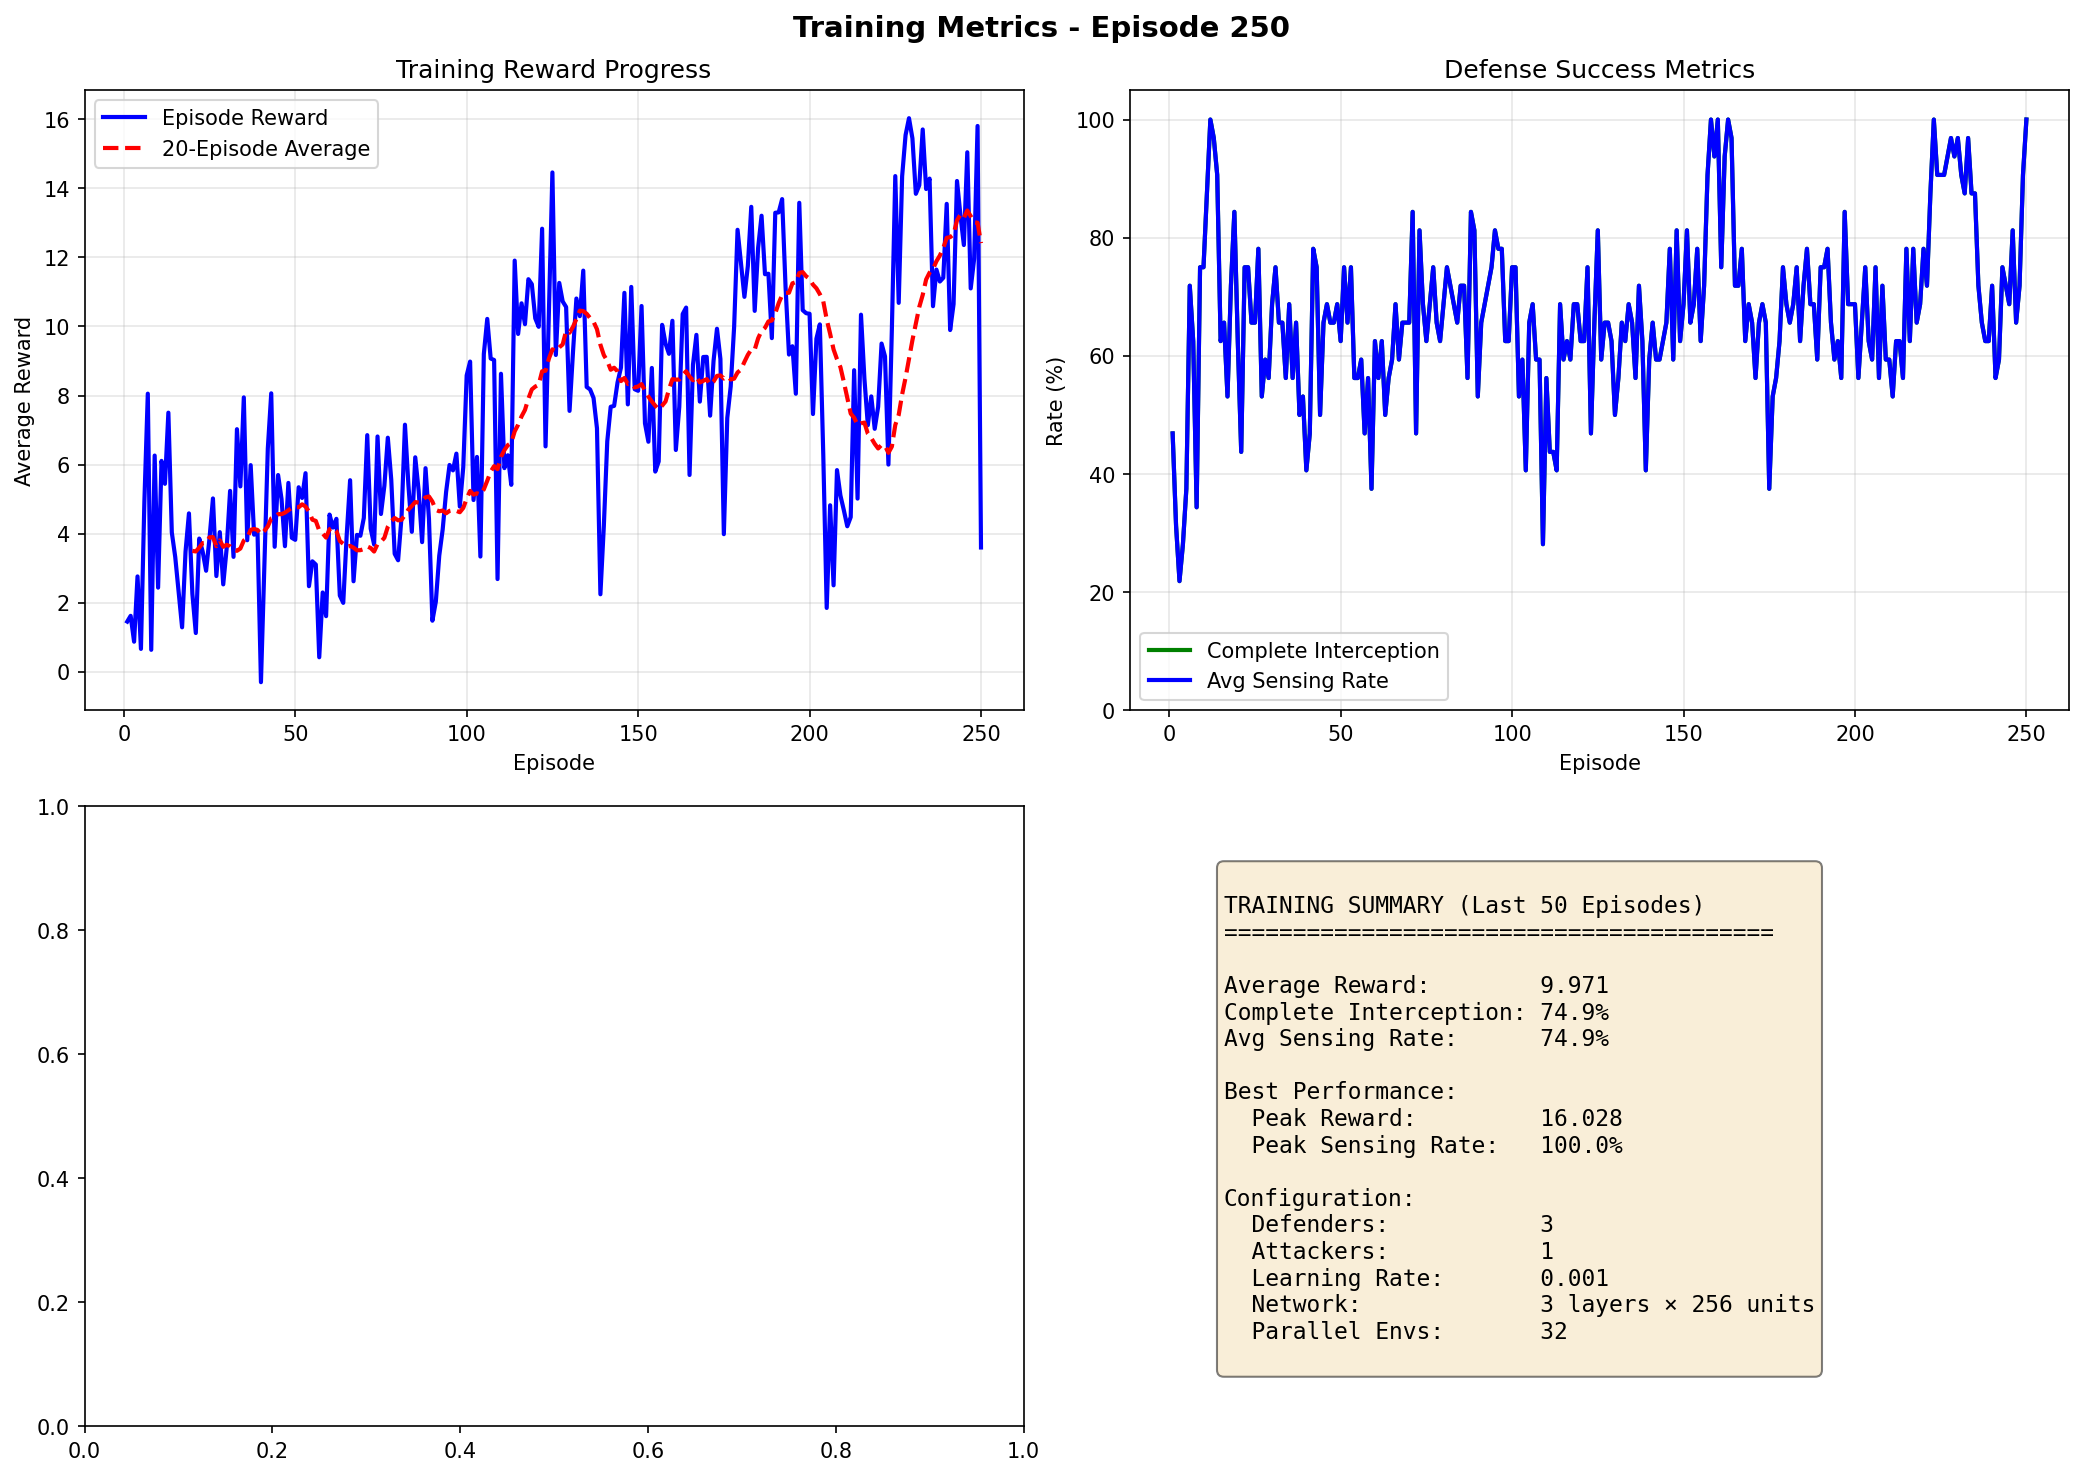 Training Metrics - Episode 250
Training Reward Progress
Episode Reward
20-Episode Average
Average Reward
16
14
12
10
8
6
4
2
0
0 50 100 150 200 250
Episode
Defense Success Metrics
Rate (%)
100
80
60
40
20
0
Complete Interception
Avg Sensing Rate
0 50 100 150 200 250
Episode
1.0
0.8
0.6
0.4
0.2
0.0
0.0 0.2 0.4 0.6 0.8 1.0
TRAINING SUMMARY (Last 50 Episodes)
========================================
Average Reward: 9.971
Complete Interception: 74.9%
Avg Sensing Rate: 74.9%
Best Performance:
Peak Reward: 16.028
Peak Sensing Rate: 100.0%
Configuration:
Defenders: 3
Attackers: 1
Learning Rate: 0.001
Network: 3 layers × 256 units
Parallel Envs: 32